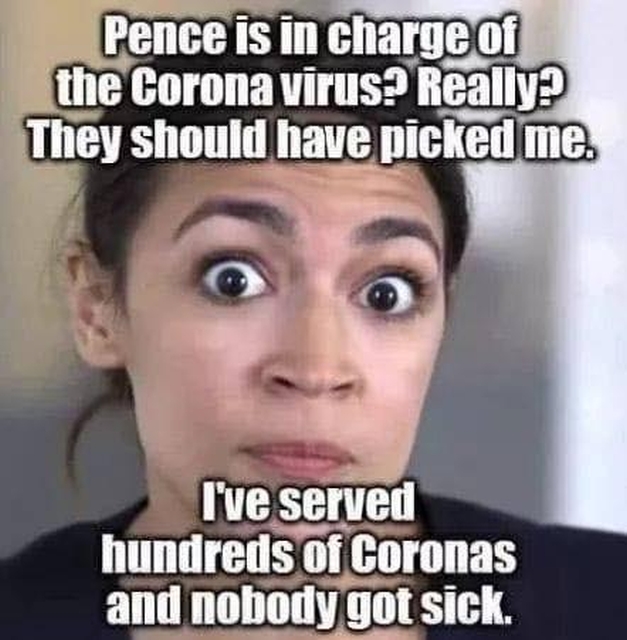 Pence is in charge of
the Corona virus? Really?
They should have picked me.
I've served
hundreds of Coronas
and nobody got sick.